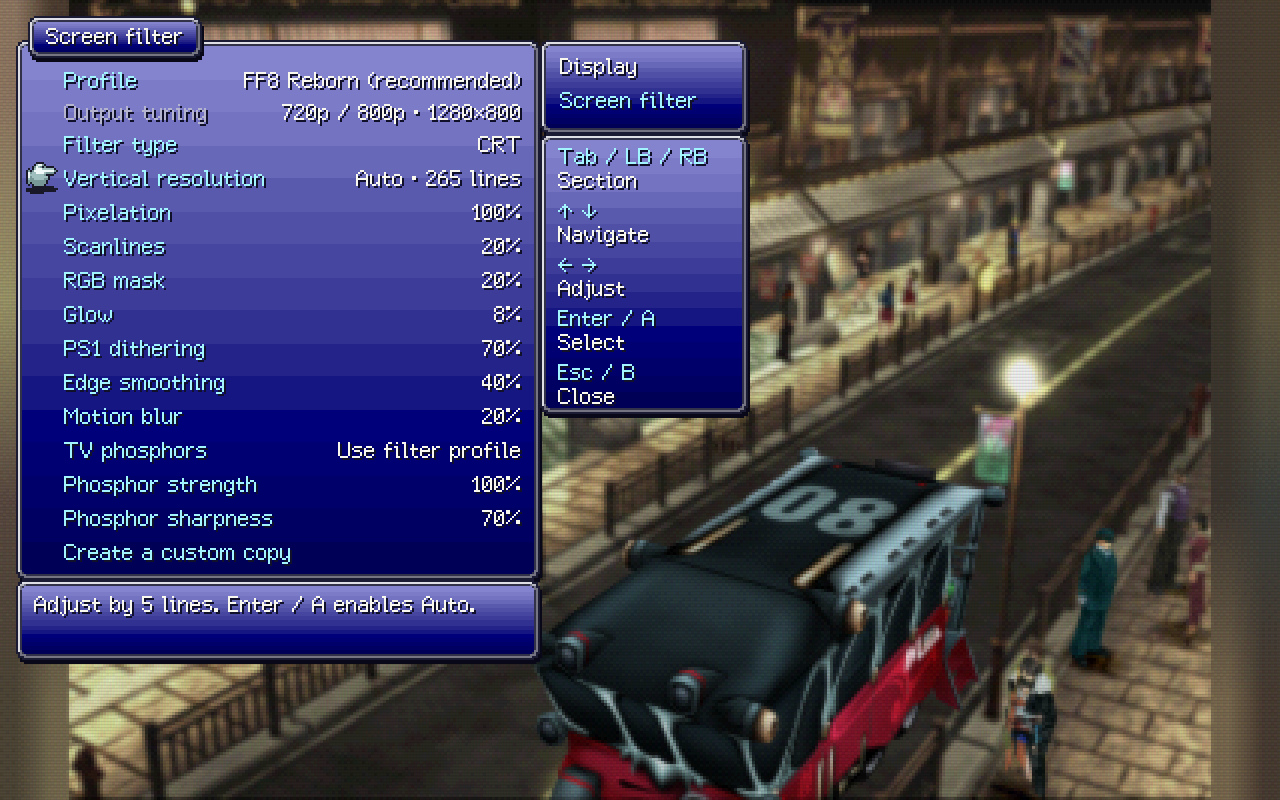 Screen filter
Profile FF8 Reborn (recommended)
Output tuning 720p / 800p · 1280×800
Filter type CRT
Vertical resolution Auto · 265 lines
Pixelation 100%
Scanlines 20%
RGB mask 20%
Glow 8%
PS1 dithering 70%
Edge smoothing 40%
Motion blur 20%
TV phosphors Use filter profile
Phosphor strength 100%
Phosphor sharpness 70%
Create a custom copy
Adjust by 5 lines. Enter / A enables Auto.
Display
Screen filter
Tab / LB / RB
Section
↑ ↓
Navigate
← →
Adjust
Enter / A
Select
Esc / B
Close
08